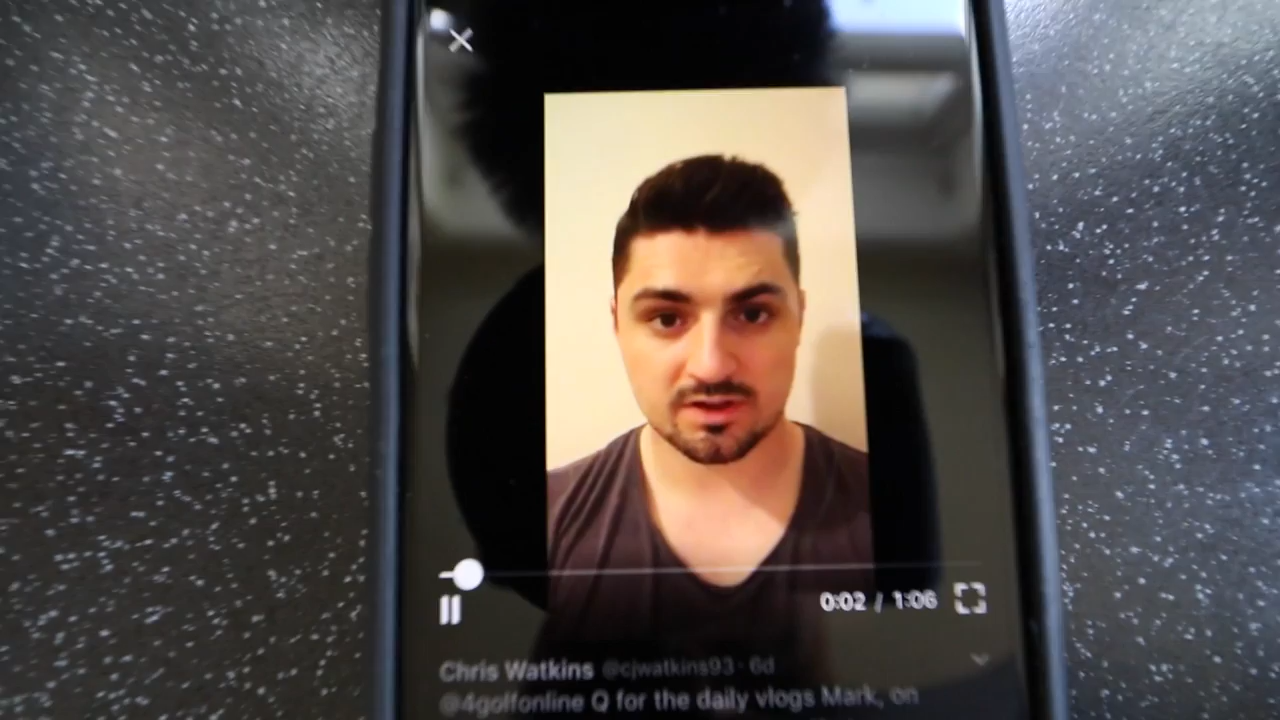 0:02 / 1:06
Chris Watkins @cjwatkins93 · 6d
@4golfonline Q for the daily vlogs Mark, on